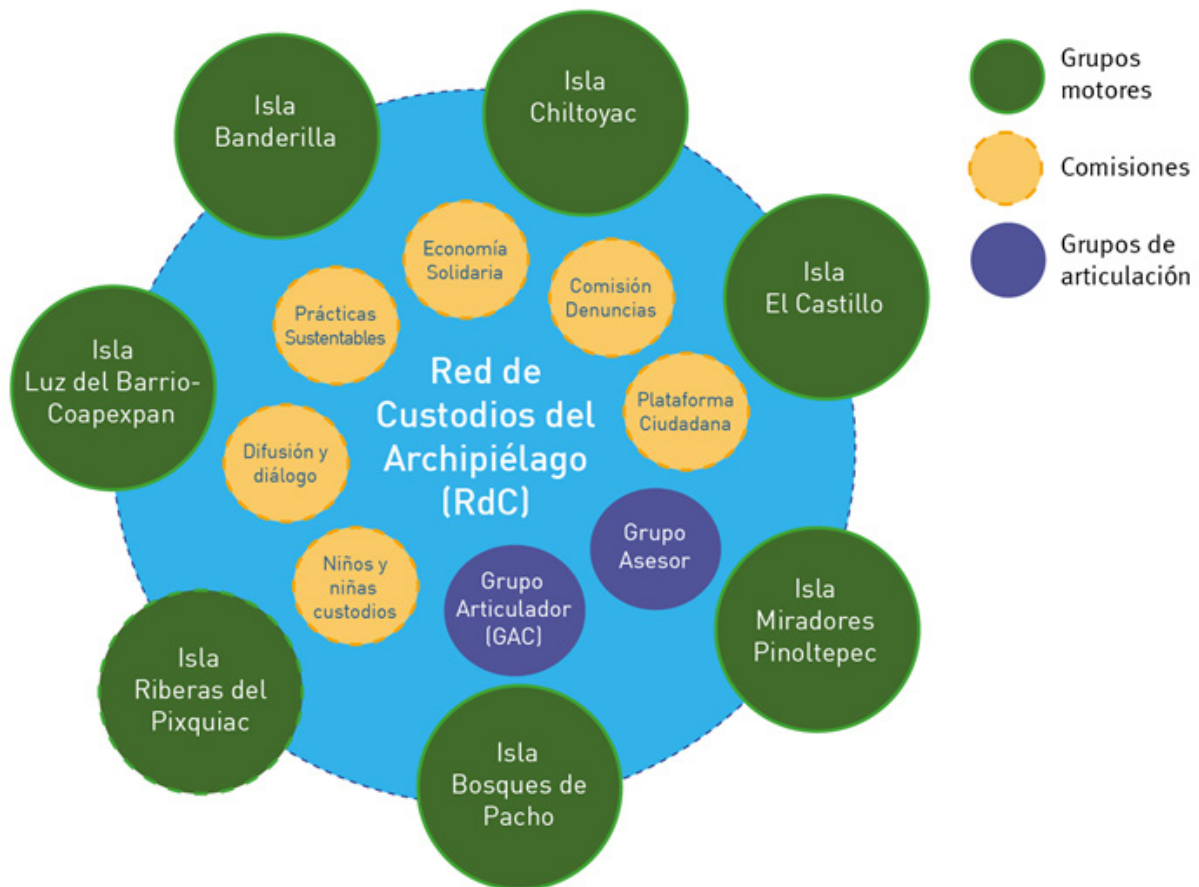 Isla
Banderilla
Isla
Chiltoyac
Isla
El Castillo
Isla
Miradores
Pinoltepec
Isla
Bosques de
Pacho
Isla
Riberas del
Pixquiac
Isla
Luz del Barrio-
Coapexpan
Economía
Solidaria
Comisión
Denuncias
Plataforma
Ciudadana
Grupo
Asesor
Grupo
Articulador
(GAC)
Niños y
niñas
custodios
Difusión y
diálogo
Prácticas
Sustentables
Red de
Custodios del
Archipiélago
(RdC)
Grupos
motores
Comisiones
Grupos de
articulación